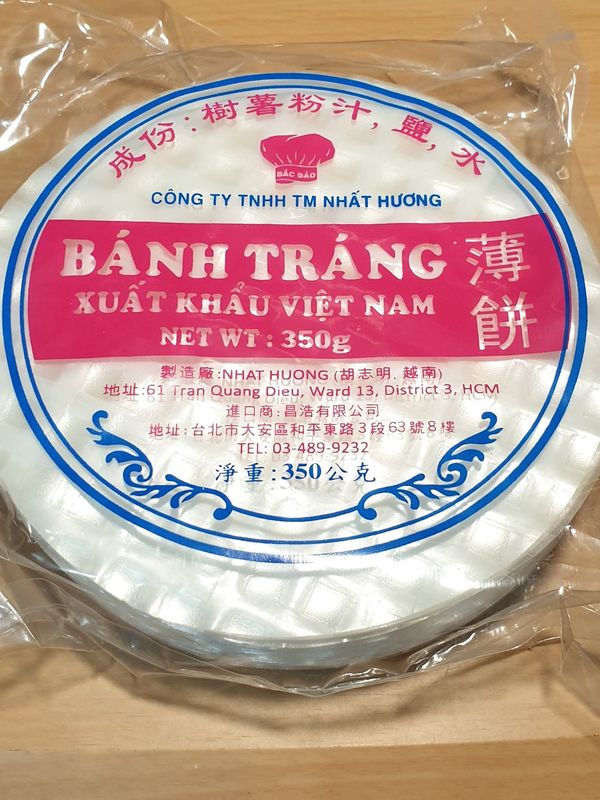 成份:樹薯粉汁,鹽,水
BẮC ĐẢO
CÔNG TY TNHH TM NHẤT HƯƠNG
BÁNH TRÁNG
XUẤT KHẨU VIỆT NAM
NET WT: 350g
薄餅
製造廠:NHAT HUONG (胡志明, 越南)
地址:61 Tran Quang Dieu, Ward 13, District 3, HCM
進口商:昌浩有限公司
地址:台北市大安區和平東路3段63號8樓
TEL: 03-489-9232
淨重:350公克